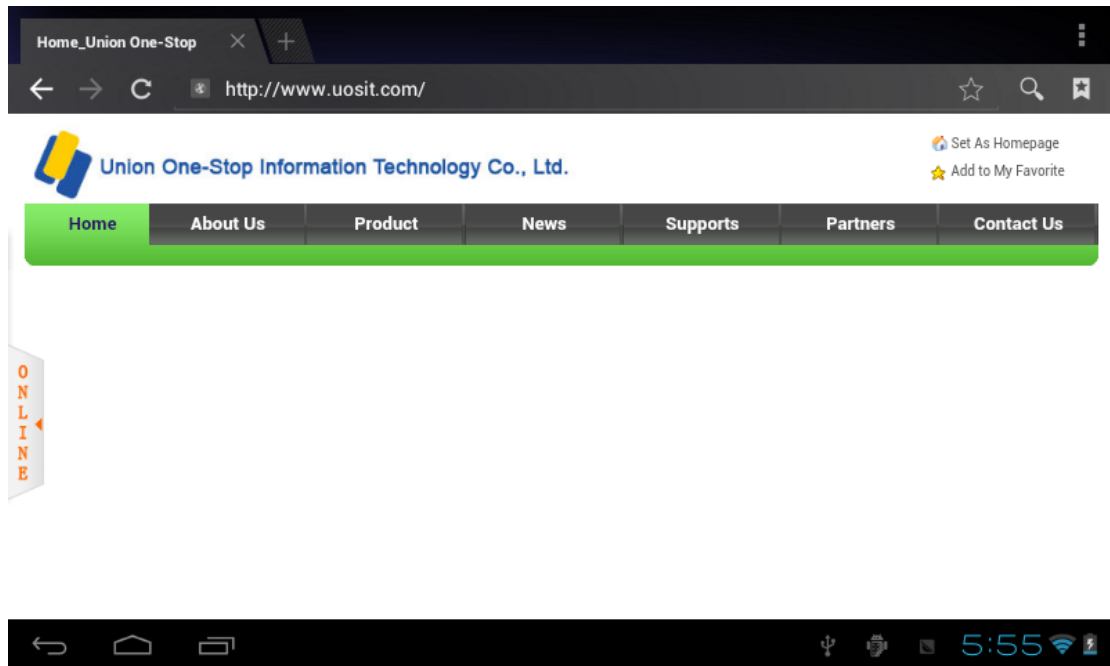 Home_Union One-Stop
http://www.uosit.com/
Set As Homepage
Union One-Stop Information Technology Co., Ltd.
Add to My Favorite
Home About Us Product News Supports Partners Contact Us
ONLINE
5:55